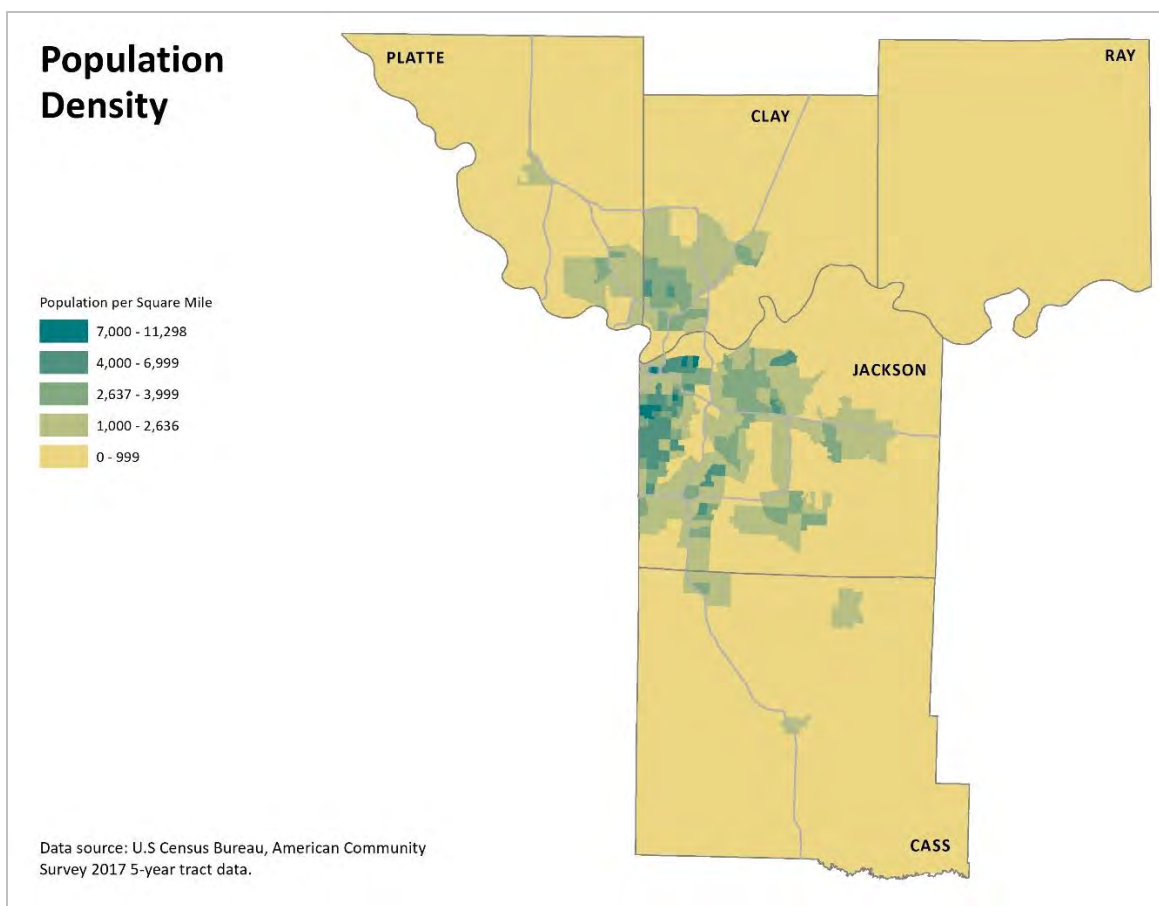 Population
Density
PLATTE
RAY
CLAY
Population per Square Mile
7,000 - 11,298
4,000 - 6,999
2,637 - 3,999
1,000 - 2,636
0 - 999
JACKSON
CASS
Data source: U.S Census Bureau, American Community
Survey 2017 5-year tract data.